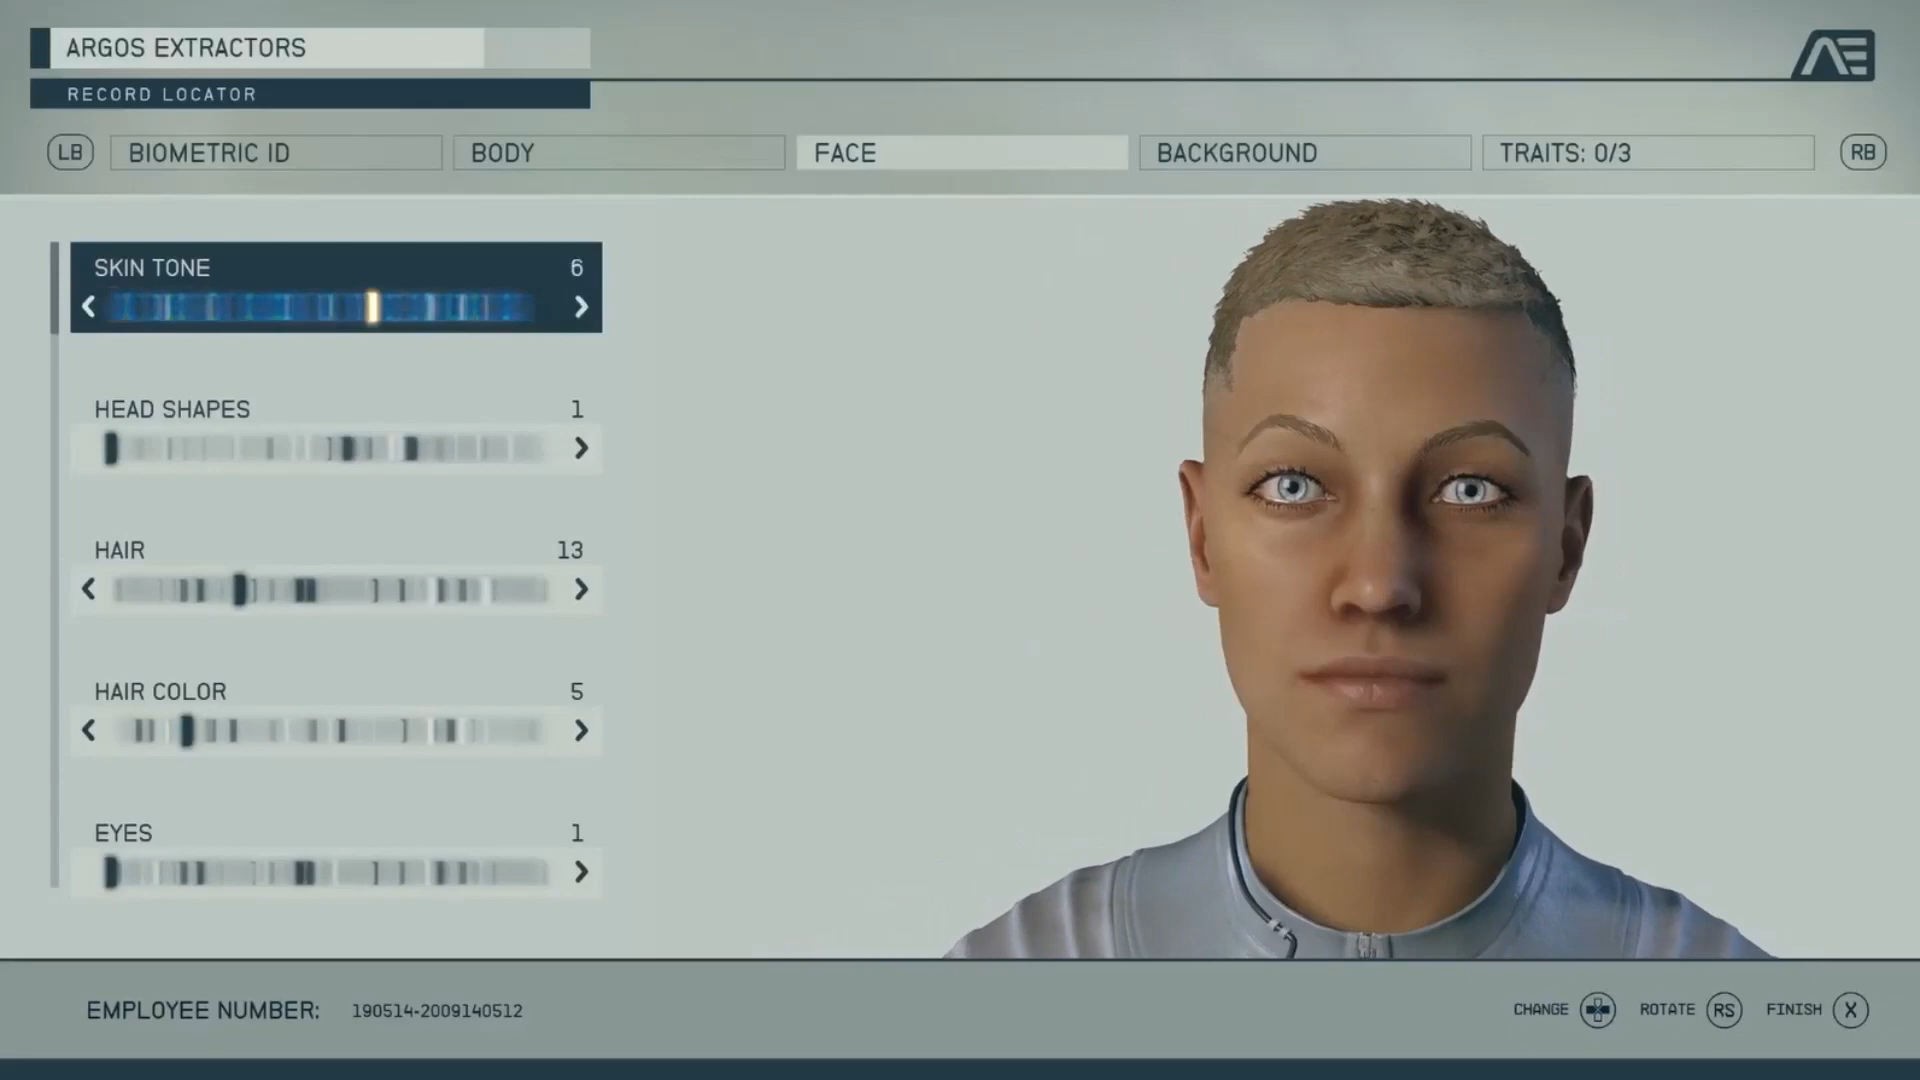 ARGOS EXTRACTORS
RECORD LOCATOR
LB BIOMETRIC ID BODY FACE BACKGROUND TRAITS: 0/3 RB
SKIN TONE 6
HEAD SHAPES 1
HAIR 13
HAIR COLOR 5
EYES 1
EMPLOYEE NUMBER: 190514-2009140512 CHANGE ROTATE RS FINISH X